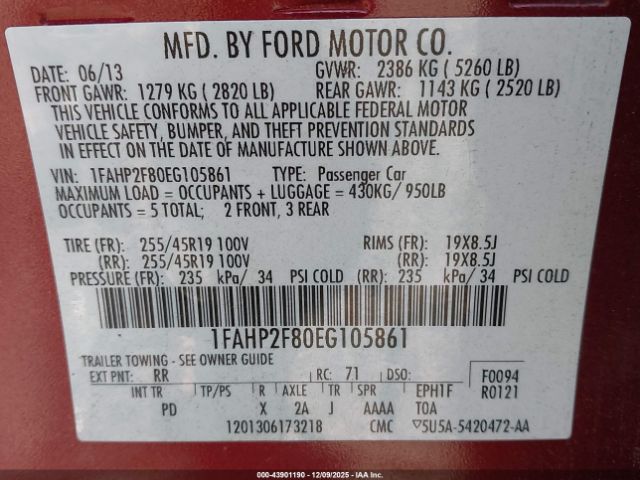 MFD. BY FORD MOTOR CO.
DATE: 06/13 GVWR: 2386 KG ( 5260 LB)
FRONT GAWR: 1279 KG ( 2820 LB) REAR GAWR: 1143 KG ( 2520 LB)
THIS VEHICLE CONFORMS TO ALL APPLICABLE FEDERAL MOTOR
VEHICLE SAFETY, BUMPER, AND THEFT PREVENTION STANDARDS
IN EFFECT ON THE DATE OF MANUFACTURE SHOWN ABOVE.
VIN: 1FAHP2F80EG105861 TYPE: Passenger Car
MAXIMUM LOAD = OCCUPANTS + LUGGAGE = 430KG/ 950LB
OCCUPANTS = 5 TOTAL; 2 FRONT, 3 REAR
TIRE (FR): 255/45R19 100V RIMS (FR): 19X8.5J
(RR): 255/45R19 100V (RR): 19X8.5J
PRESSURE (FR): 235 kPa/ 34 PSI COLD (RR): 235 kPa/ 34 PSI COLD
1FAHP2F80EG105861
TRAILER TOWING - SEE OWNER GUIDE
EXT PNT: RR RC: 71 DSO: F0094
INT TR TP/PS R AXLE TR SPR EPH1F R0121
PD X 2A J AAAA TOA
1201306173218 CMC ▽5U5A-5420472-AA
000-43901190 - 12/09/2025 - IAAI.COM